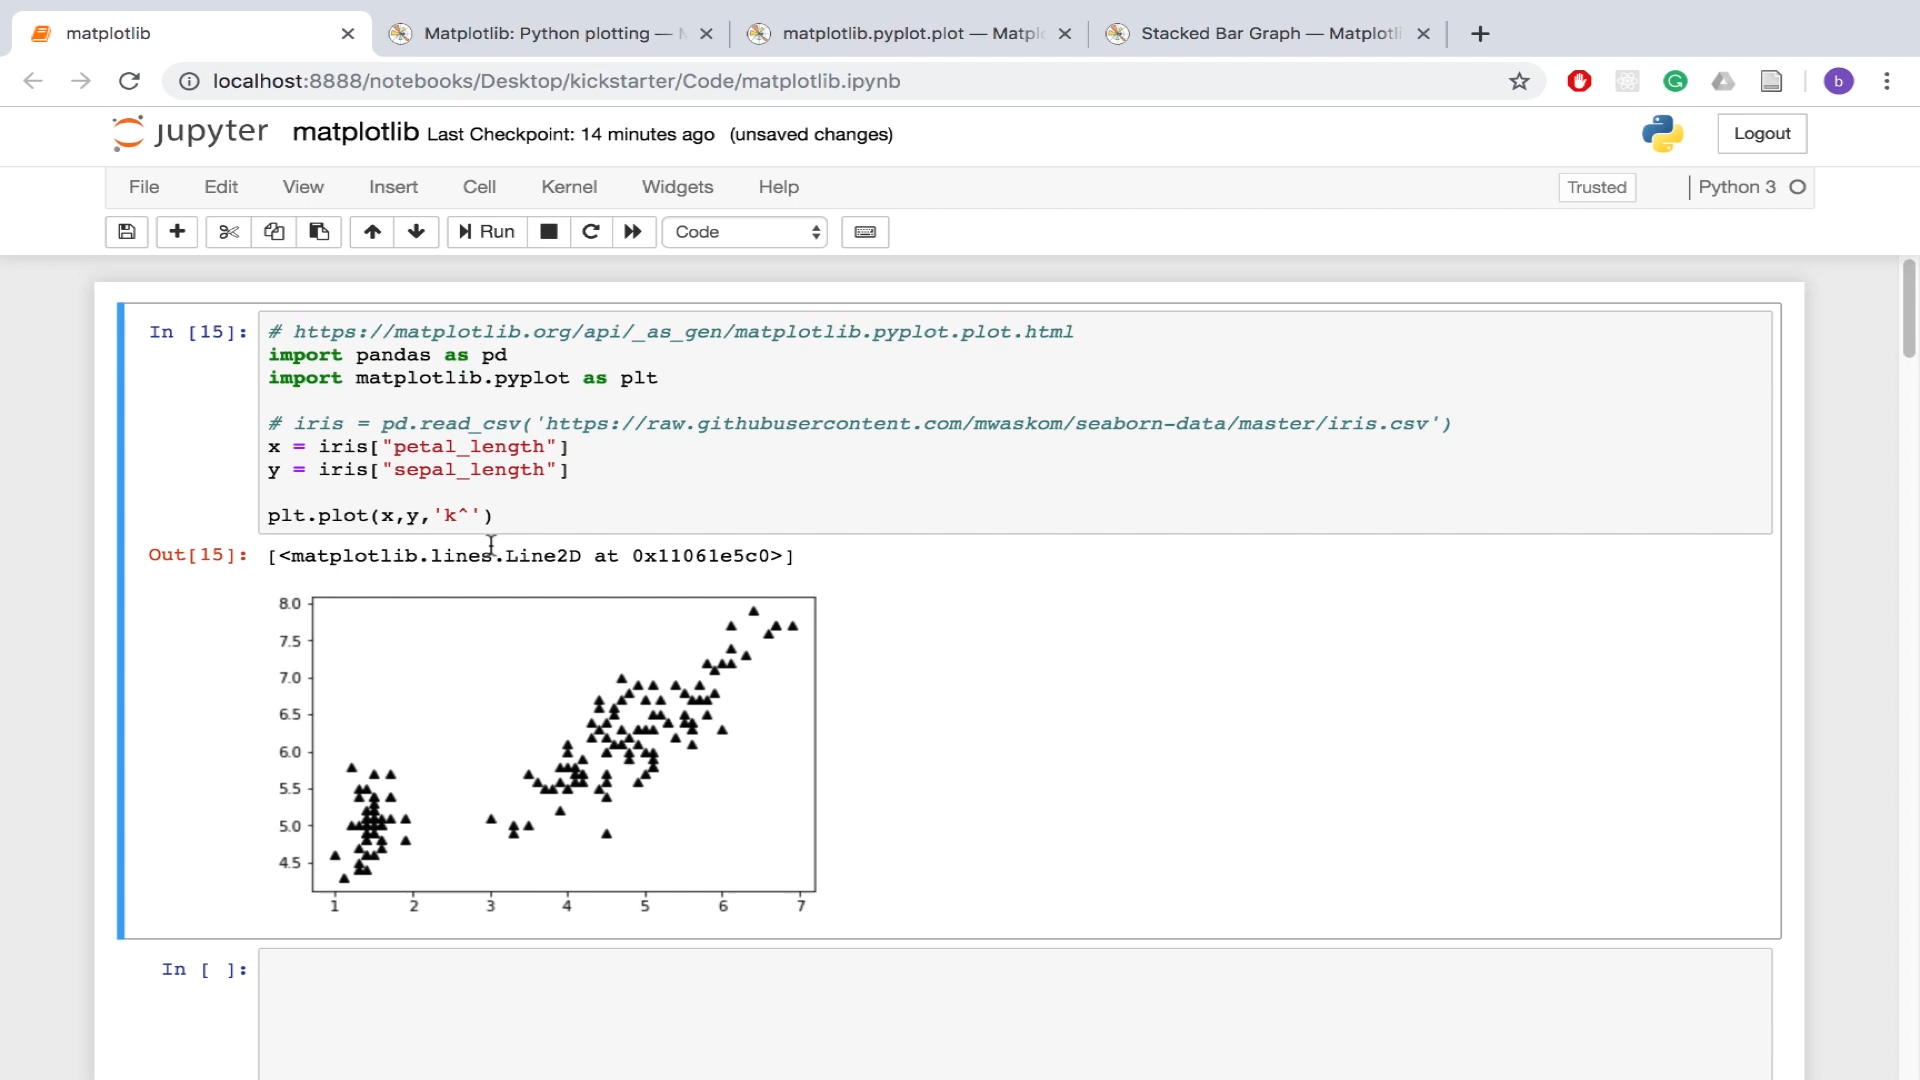 matplotlib
Matplotlib: Python plotting —
matplotlib.pyplot.plot — Matpl
Stacked Bar Graph — Matplotli
localhost:8888/notebooks/Desktop/kickstarter/Code/matplotlib.ipynb
b
jupyter matplotlib Last Checkpoint: 14 minutes ago (unsaved changes)
Logout
File Edit View Insert Cell Kernel Widgets Help
Trusted
Python 3
Run
Code
In [15]:
# https://matplotlib.org/api/_as_gen/matplotlib.pyplot.plot.html
import pandas as pd
import matplotlib.pyplot as plt
# iris = pd.read_csv('https://raw.githubusercontent.com/mwaskom/seaborn-data/master/iris.csv')
x = iris["petal_length"]
y = iris["sepal_length"]
plt.plot(x,y,'k^')
Out[15]: [<matplotlib.lines.Line2D at 0x11061e5c0>]
8.0
7.5
7.0
6.5
6.0
5.5
5.0
4.5
1 2 3 4 5 6 7
In [ ]: